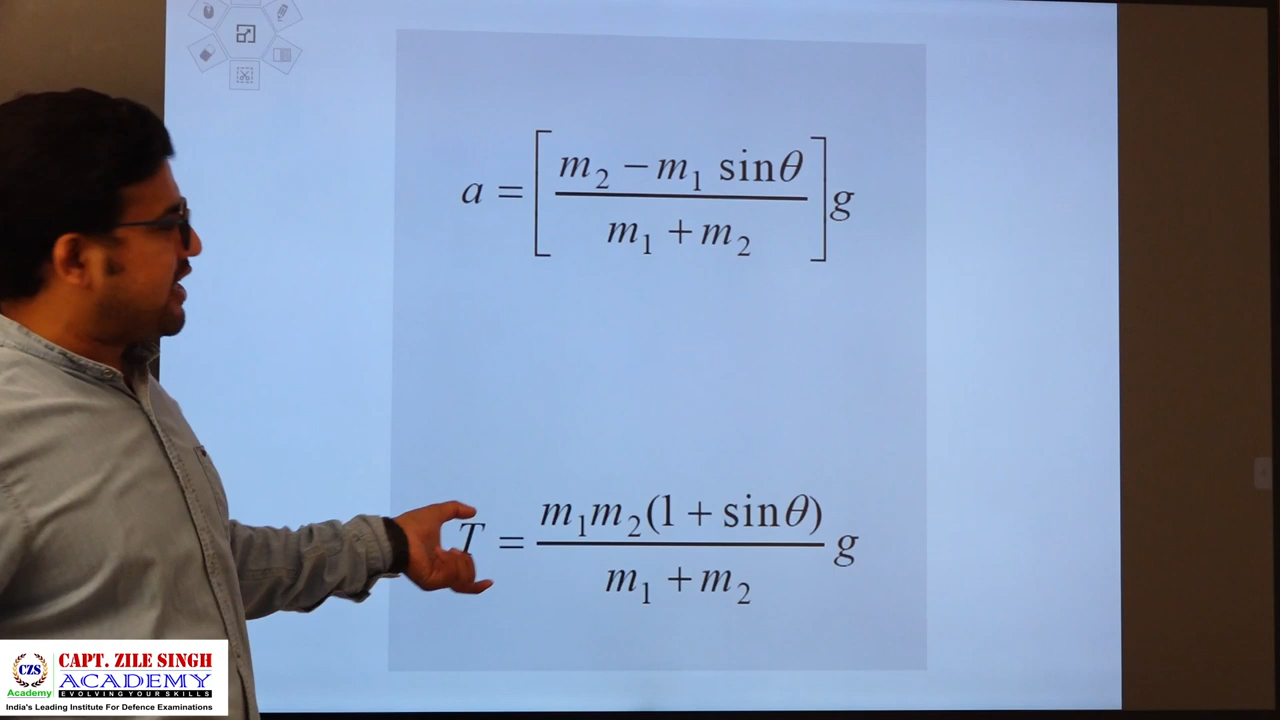 a = [ (m₂ − m₁ sinθ) / (m₁ + m₂) ] g
T = m₁m₂(1 + sinθ) / (m₁ + m₂) g
CZS
Academy
CAPT. ZILE SINGH
ACADEMY
EVOLVING YOUR SKILLS
India's Leading Institute For Defence Examinations